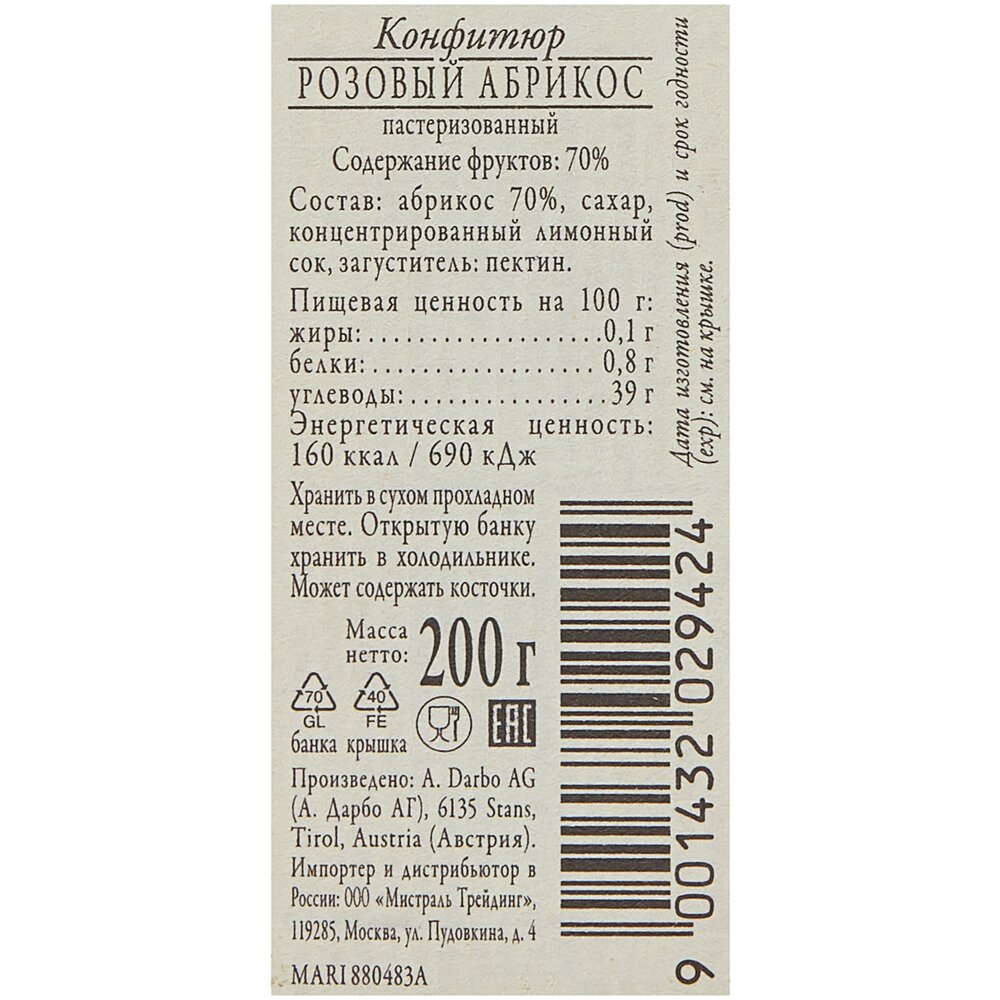 Конфитюр
РОЗОВЫЙ АБРИКОС
пастеризованный
Содержание фруктов: 70%
Состав: абрикос 70%, сахар,
концентрированный лимонный
сок, загуститель: пектин.
Пищевая ценность на 100 г:
жиры:....................0,1 г
белки:...................0,8 г
углеводы:................39 г
Энергетическая ценность:
160 ккал / 690 кДж
Хранить в сухом прохладном
месте. Открытую банку
хранить в холодильнике.
Может содержать косточки.
Масса
нетто: 200 г
70 40
GL FE
банка крышка
EAC
Произведено: A. Darbo AG
(А. Дарбо АГ), 6135 Stans,
Tirol, Austria (Австрия).
Импортер и дистрибьютор в
России: ООО «Мистраль Трейдинг»,
119285, Москва, ул. Пудовкина, д. 4
MARI880483A
Дата изготовления (prod) и срок годности
(exp): см. на крышке.
9 001432 029424